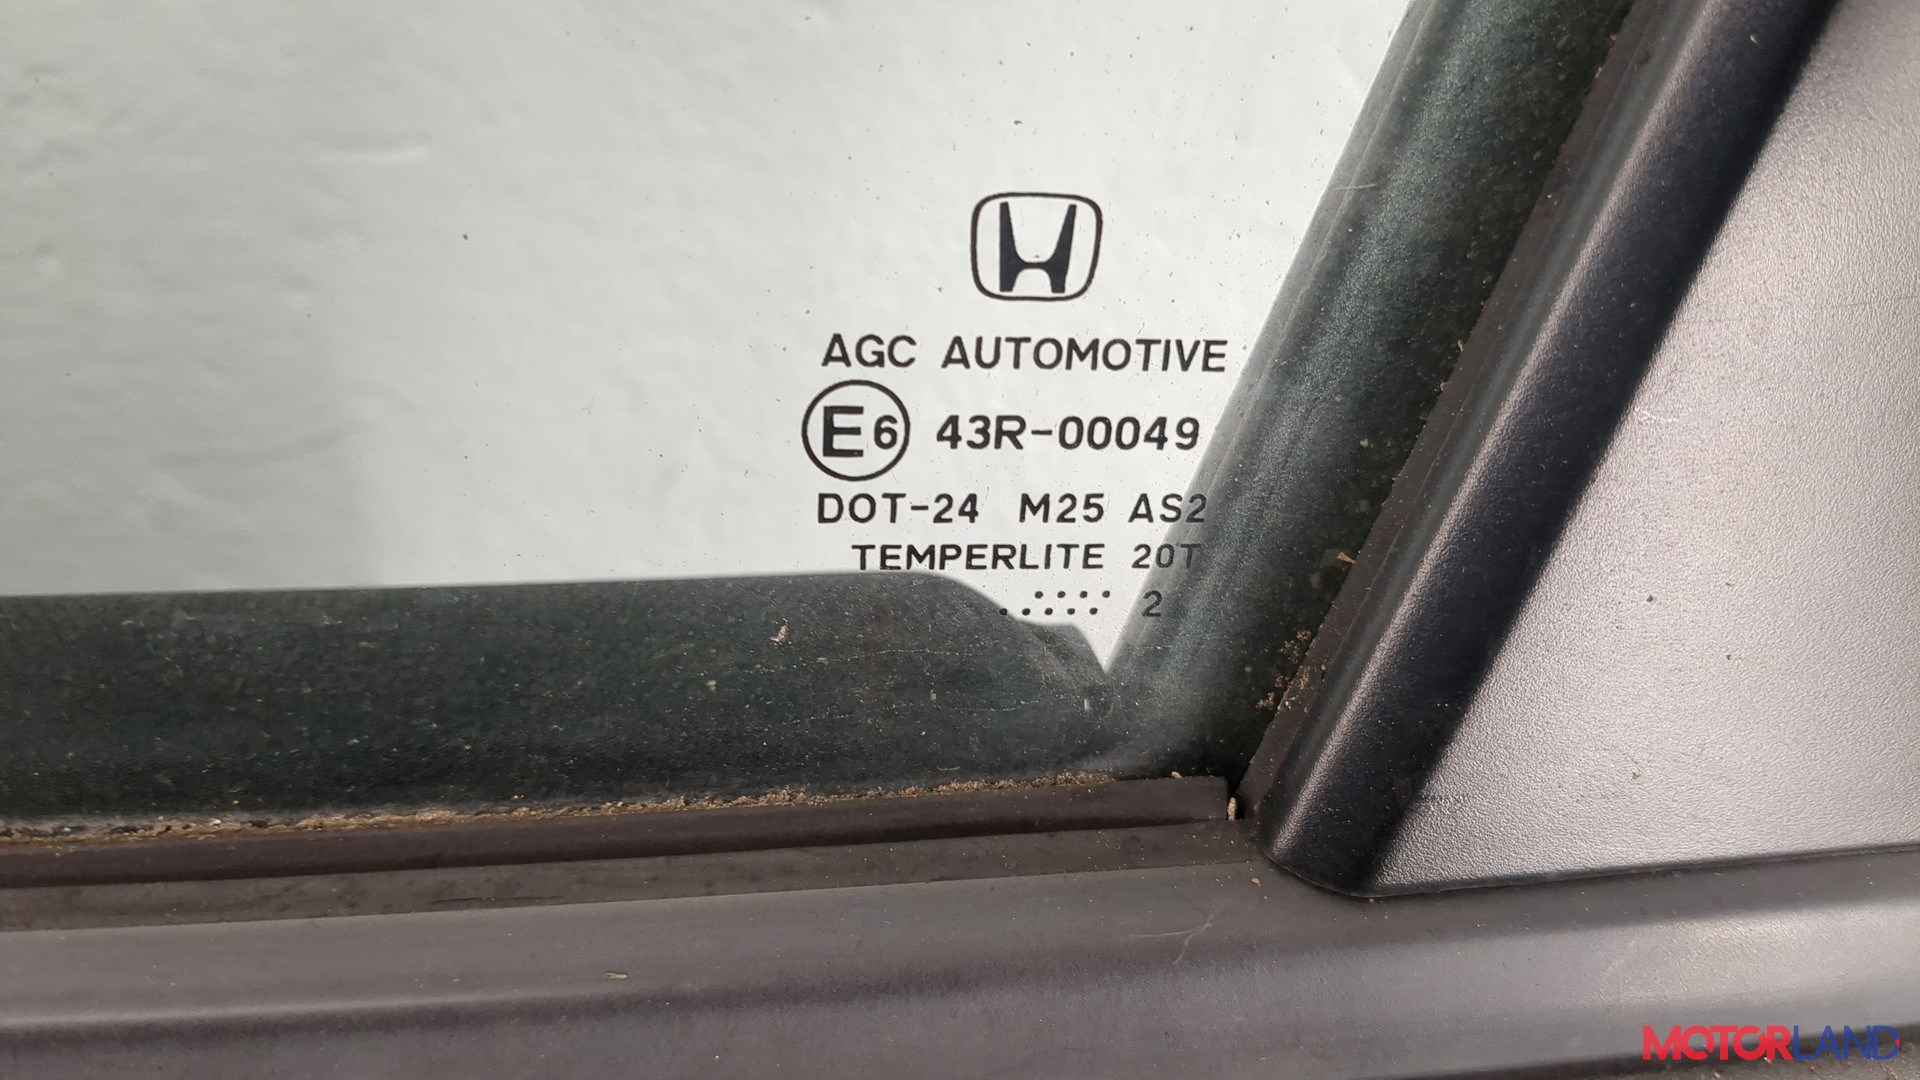 AGC AUTOMOTIVE
E6 43R-00049
DOT-24 M25 AS2
TEMPERLITE 20T
.:::: 2
MOTORLAND